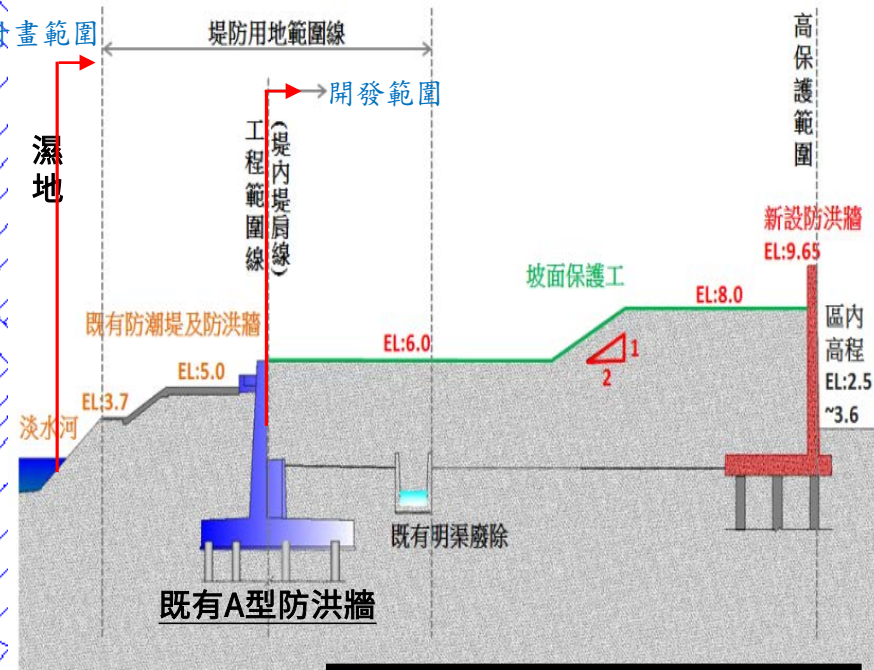 畫範圍
堤防用地範圍線
高保護範圍
開發範圍
濕地
工程範圍線
(堤內堤肩線)
新設防洪牆
EL:9.65
坡面保護工
EL:8.0
既有防潮堤及防洪牆
區內
高程
EL:2.5
~3.6
EL:6.0
1
2
EL:5.0
EL:3.7
淡水河
既有明渠廢除
既有A型防洪牆